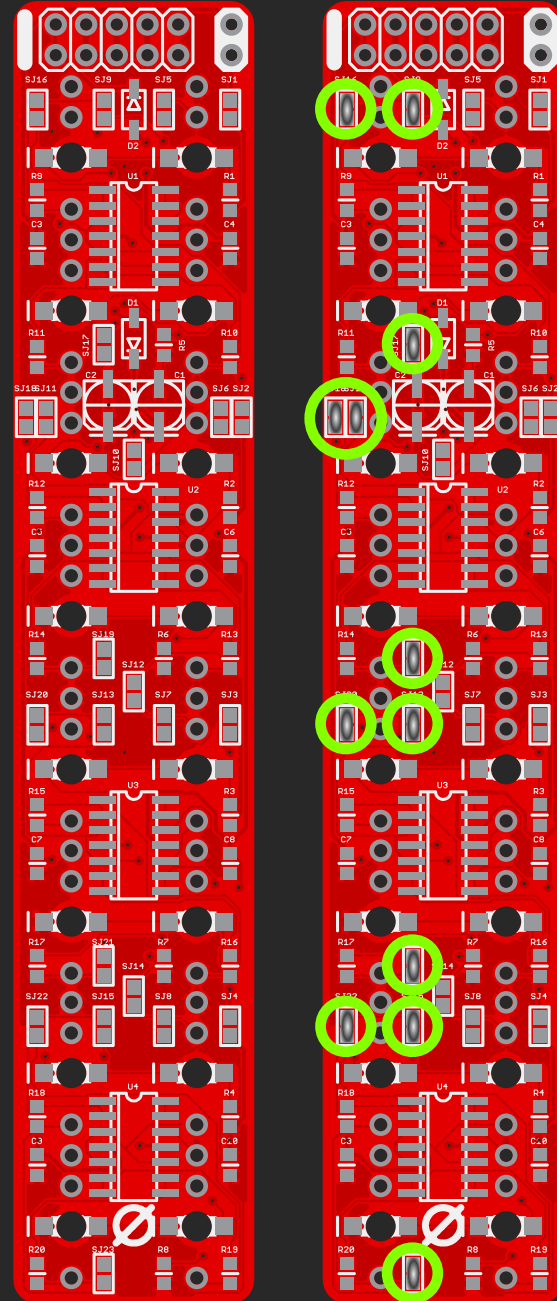 SJ16 SJ9 SJ5 SJ1
D2
R9 U1 R1
C3 C4
D1
R11 SJ17 R5 R10
C2 C1
SJ18 SJ11 SJ6 SJ2
SJ10
R12 U2 R2
C6
R14 SJ19 R6 R13
SJ12
SJ20 SJ13 SJ7 SJ3
R15 U3 R3
C7 C8
R17 SJ21 R7 R16
SJ14
SJ22 SJ15 SJ8 SJ4
R18 U4 R4
C3
R20 SJ23 R8 R19
SJ5 SJ1
D2
R9 U1 R1
C3 C4
D1
R11 SJ17 R5 R10
C2 C1
SJ6 SJ2
SJ10
R12 U2 R2
C6
R14 R6 R13
SJ7 SJ3
R15 U3 R3
C7 C8
R17 R7 R16
SJ8 SJ4
R18 U4 R4
C3
R20 R8 R19